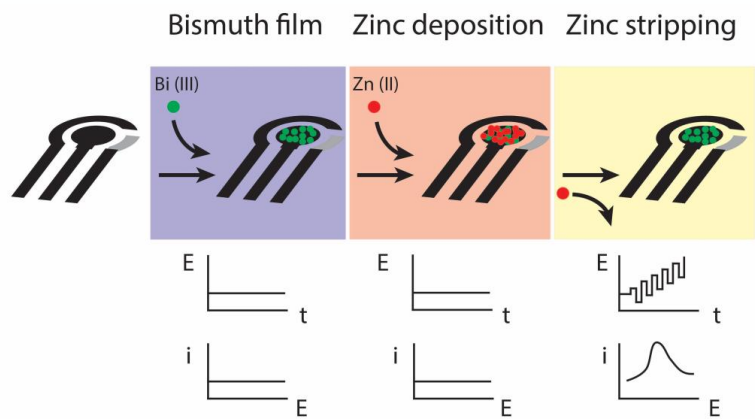 Bismuth film
Zinc deposition
Zinc stripping
Bi (III)
Zn (II)
E
t
E
t
E
t
i
E
i
E
i
E